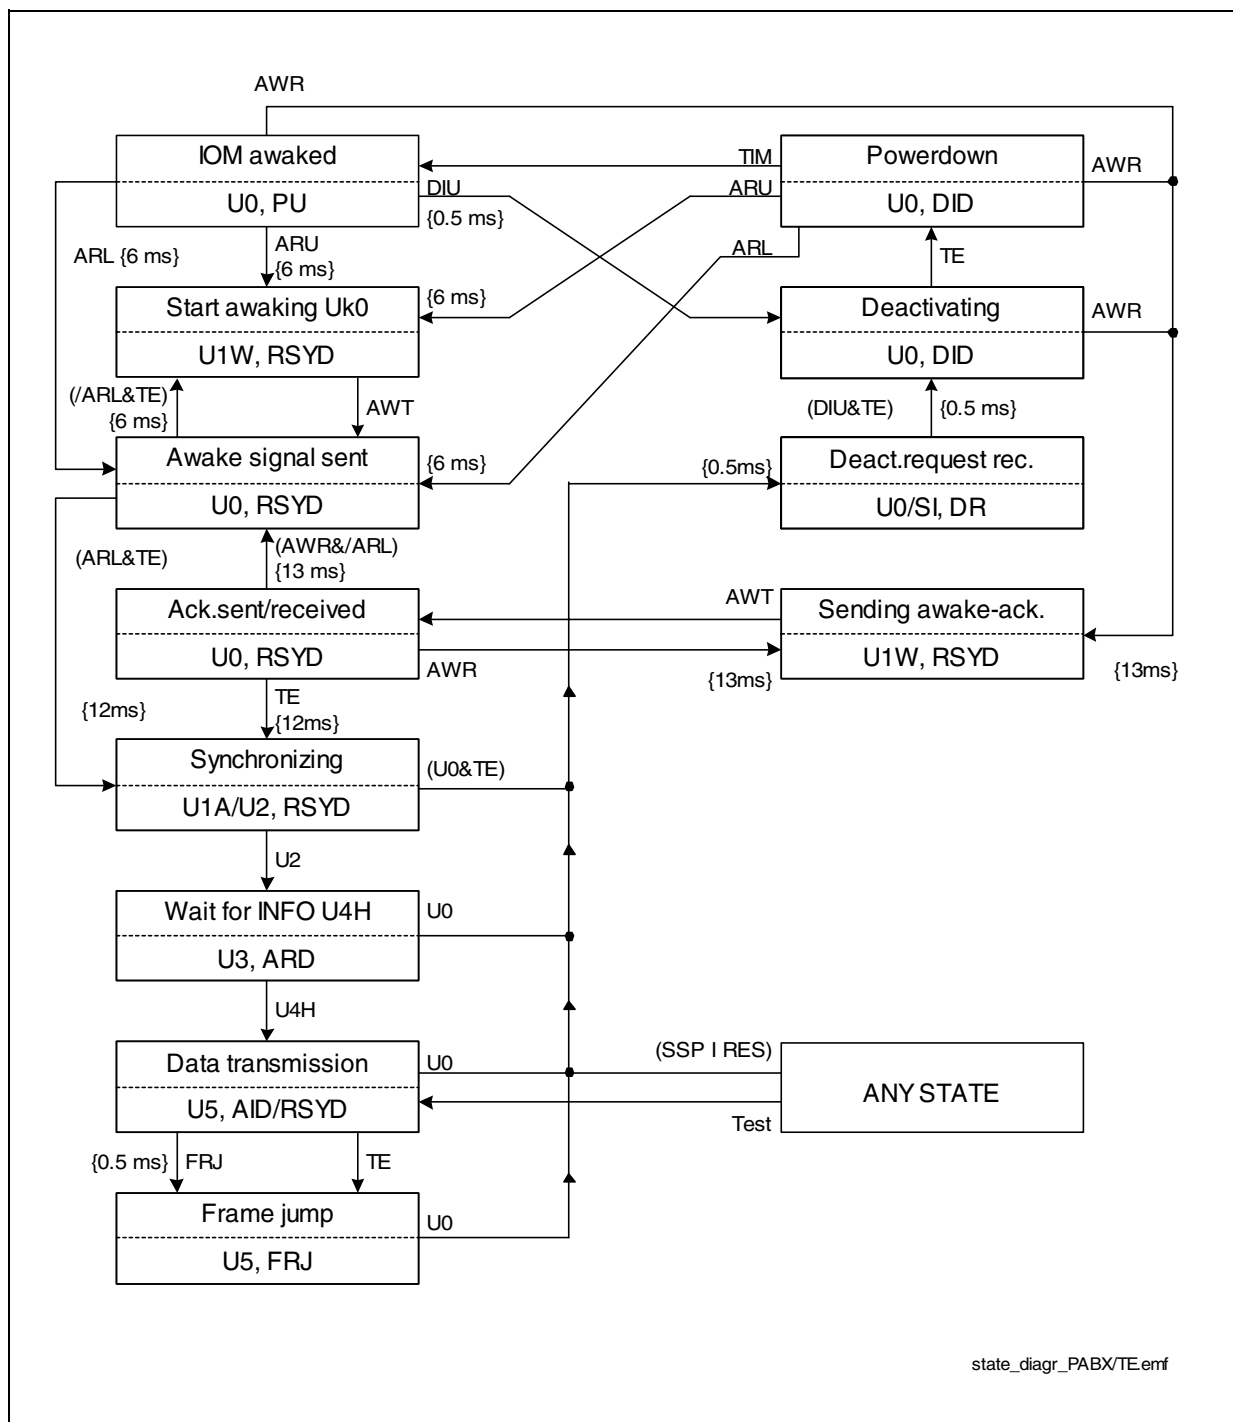 AWR
IOM awaked
U0, PU
TIM
Powerdown
U0, DID
AWR
DIU
{0.5 ms}
ARU
ARL {6 ms}
ARU
{6 ms}
ARL
TE
Start awaking Uk0
U1W, RSYD
{6 ms}
Deactivating
U0, DID
AWR
(/ARL&TE)
{6 ms}
AWT
(DIU&TE)
{0.5 ms}
Awake signal sent
U0, RSYD
{6 ms}
{0.5ms}
Deact.request rec.
U0/SI, DR
(ARL&TE)
(AWR&/ARL)
{13 ms}
Ack.sent/received
U0, RSYD
AWT
AWR
{13ms}
Sending awake-ack.
U1W, RSYD
{13ms}
{12ms}
TE
{12ms}
Synchronizing
U1A/U2, RSYD
(U0&TE)
U2
Wait for INFO U4H
U3, ARD
U0
U4H
Data transmission
U5, AID/RSYD
U0
(SSP I RES)
Test
ANY STATE
{0.5 ms}
FRJ
TE
Frame jump
U5, FRJ
U0
state_diagr_PABX/TE.emf